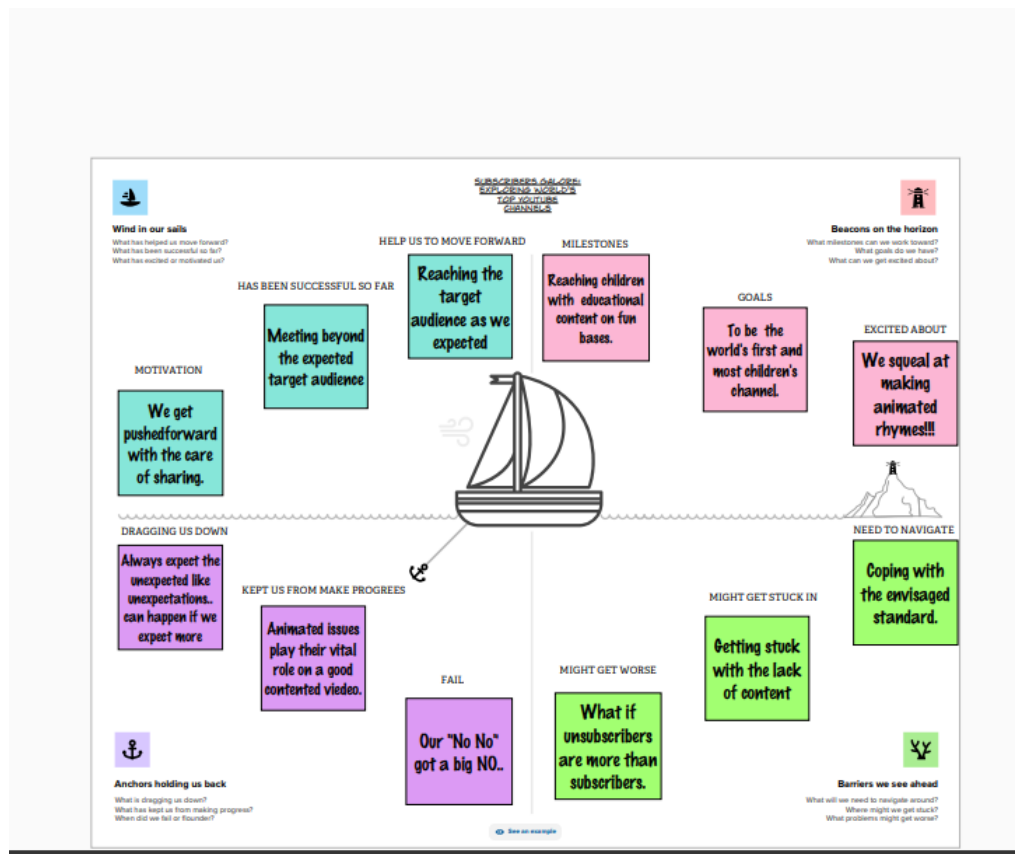 SUBSCRIBERS GALORE:
EXPLORING WORLD'S
TOP YOUTUBE
CHANNELS
Wind in our sails
What has helped us move forward?
What has been successful so far?
What has excited or motivated us?
Beacons on the horizon
What milestones can we work toward?
What goals do we have?
What can we get excited about?
HELP US TO MOVE FORWARD
Reaching the
target
audience as we
expected
MILESTONES
Reaching children
with educational
content on fun
bases.
HAS BEEN SUCCESSFUL SO FAR
Meeting beyond
the expected
target audience
GOALS
To be the
world's first and
most children's
channel.
EXCITED ABOUT
We squeal at
making
animated
rhymes!!!
MOTIVATION
We get
pushedforward
with the care
of sharing.
DRAGGING US DOWN
Always expect the
unexpected like
unexpectations..
can happen if we
expect more
NEED TO NAVIGATE
Coping with
the envisaged
standard.
KEPT US FROM MAKE PROGREES
Animated issues
play their vital
role on a good
contented viedeo.
MIGHT GET STUCK IN
Getting stuck
with the lack
of content
FAIL
Our "No No"
got a big NO..
MIGHT GET WORSE
What if
unsubscribers
are more than
subscribers.
Anchors holding us back
What is dragging us down?
What has kept us from making progress?
When did we fail or flounder?
Barriers we see ahead
What will we need to navigate around?
Where might we get stuck?
What problems might get worse?
See an example